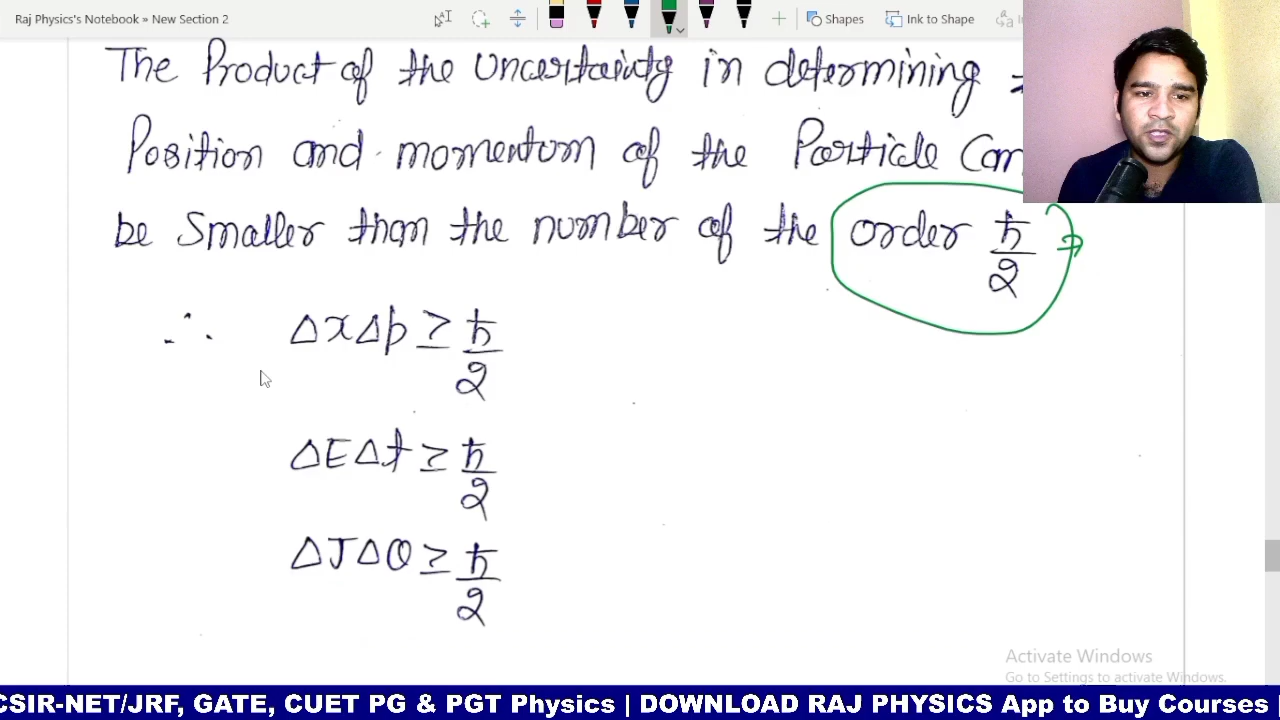 Raj Physics's Notebook » New Section 2
Shapes
Ink to Shape
The Product of the Uncertainty in determining
Position and momentum of the Particle Can
be Smaller than the number of the order ℏ/2 →
∴ ΔxΔp ≥ ℏ/2
ΔEΔt ≥ ℏ/2
ΔJΔθ ≥ ℏ/2
Activate Windows
Go to Settings to activate Windows.
CSIR-NET/JRF, GATE, CUET PG & PGT Physics | DOWNLOAD RAJ PHYSICS App to Buy Courses |